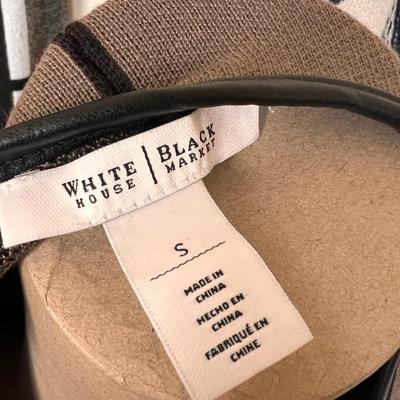 WHITE | BLACK
HOUSE | MARKET
S
MADE IN
CHINA
HECHO EN
CHINA
FABRIQUÉ EN
CHINE